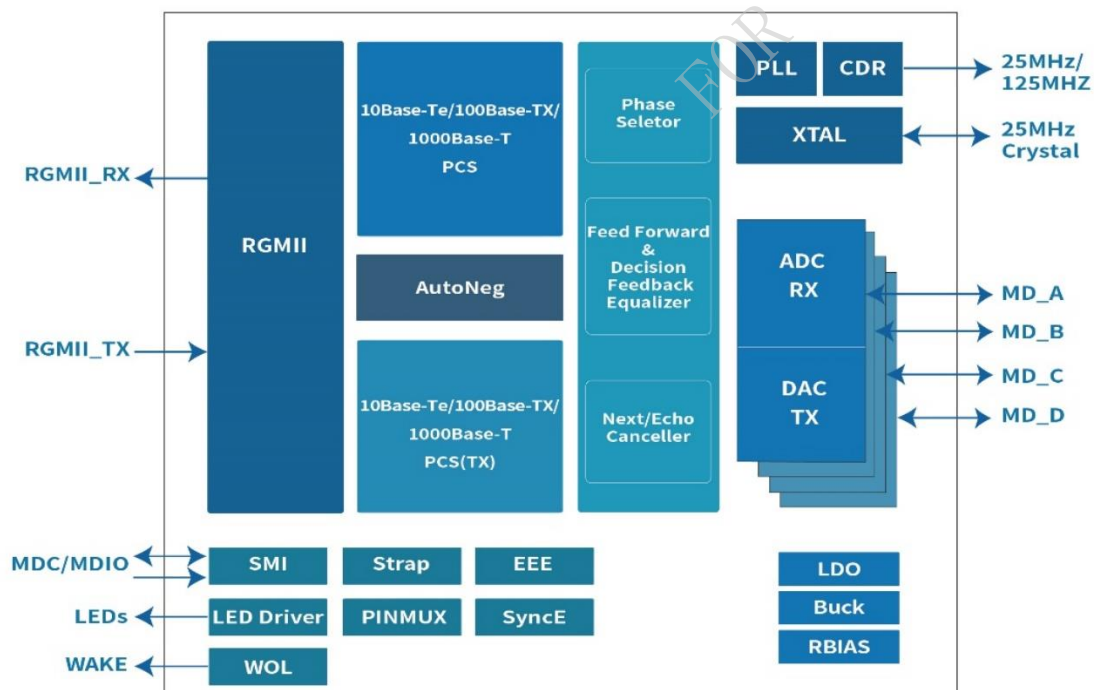 FOR
RGMII_RX
RGMII_TX
RGMII
10Base-Te/100Base-TX/
1000Base-T
PCS
AutoNeg
10Base-Te/100Base-TX/
1000Base-T
PCS(TX)
Phase
Seletor
Feed Forward
&
Decision
Feedback
Equalizer
Next/Echo
Canceller
PLL
CDR
25MHz/
125MHZ
XTAL
25MHz
Crystal
ADC
RX
DAC
TX
MD_A
MD_B
MD_C
MD_D
MDC/MDIO
SMI
Strap
EEE
LEDs
LED Driver
PINMUX
SyncE
WAKE
WOL
LDO
Buck
RBIAS